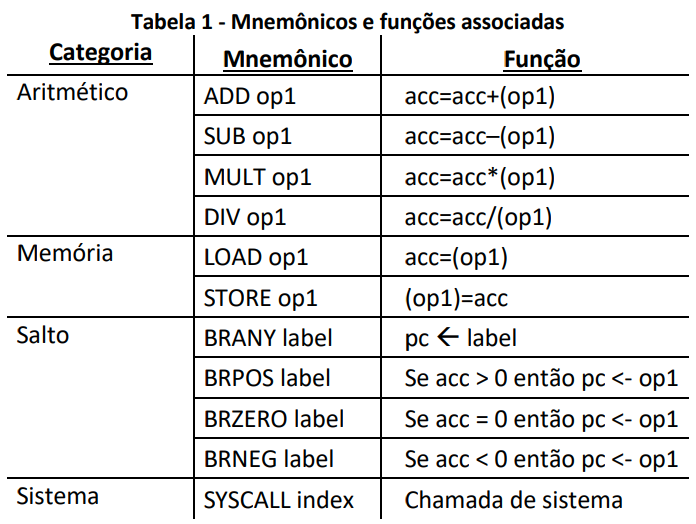 Tabela 1 - Mnemônicos e funções associadas
Categoria Mnemônico Função
Aritmético ADD op1 acc=acc+(op1)
SUB op1 acc=acc–(op1)
MULT op1 acc=acc*(op1)
DIV op1 acc=acc/(op1)
Memória LOAD op1 acc=(op1)
STORE op1 (op1)=acc
Salto BRANY label pc ← label
BRPOS label Se acc > 0 então pc <- op1
BRZERO label Se acc = 0 então pc <- op1
BRNEG label Se acc < 0 então pc <- op1
Sistema SYSCALL index Chamada de sistema